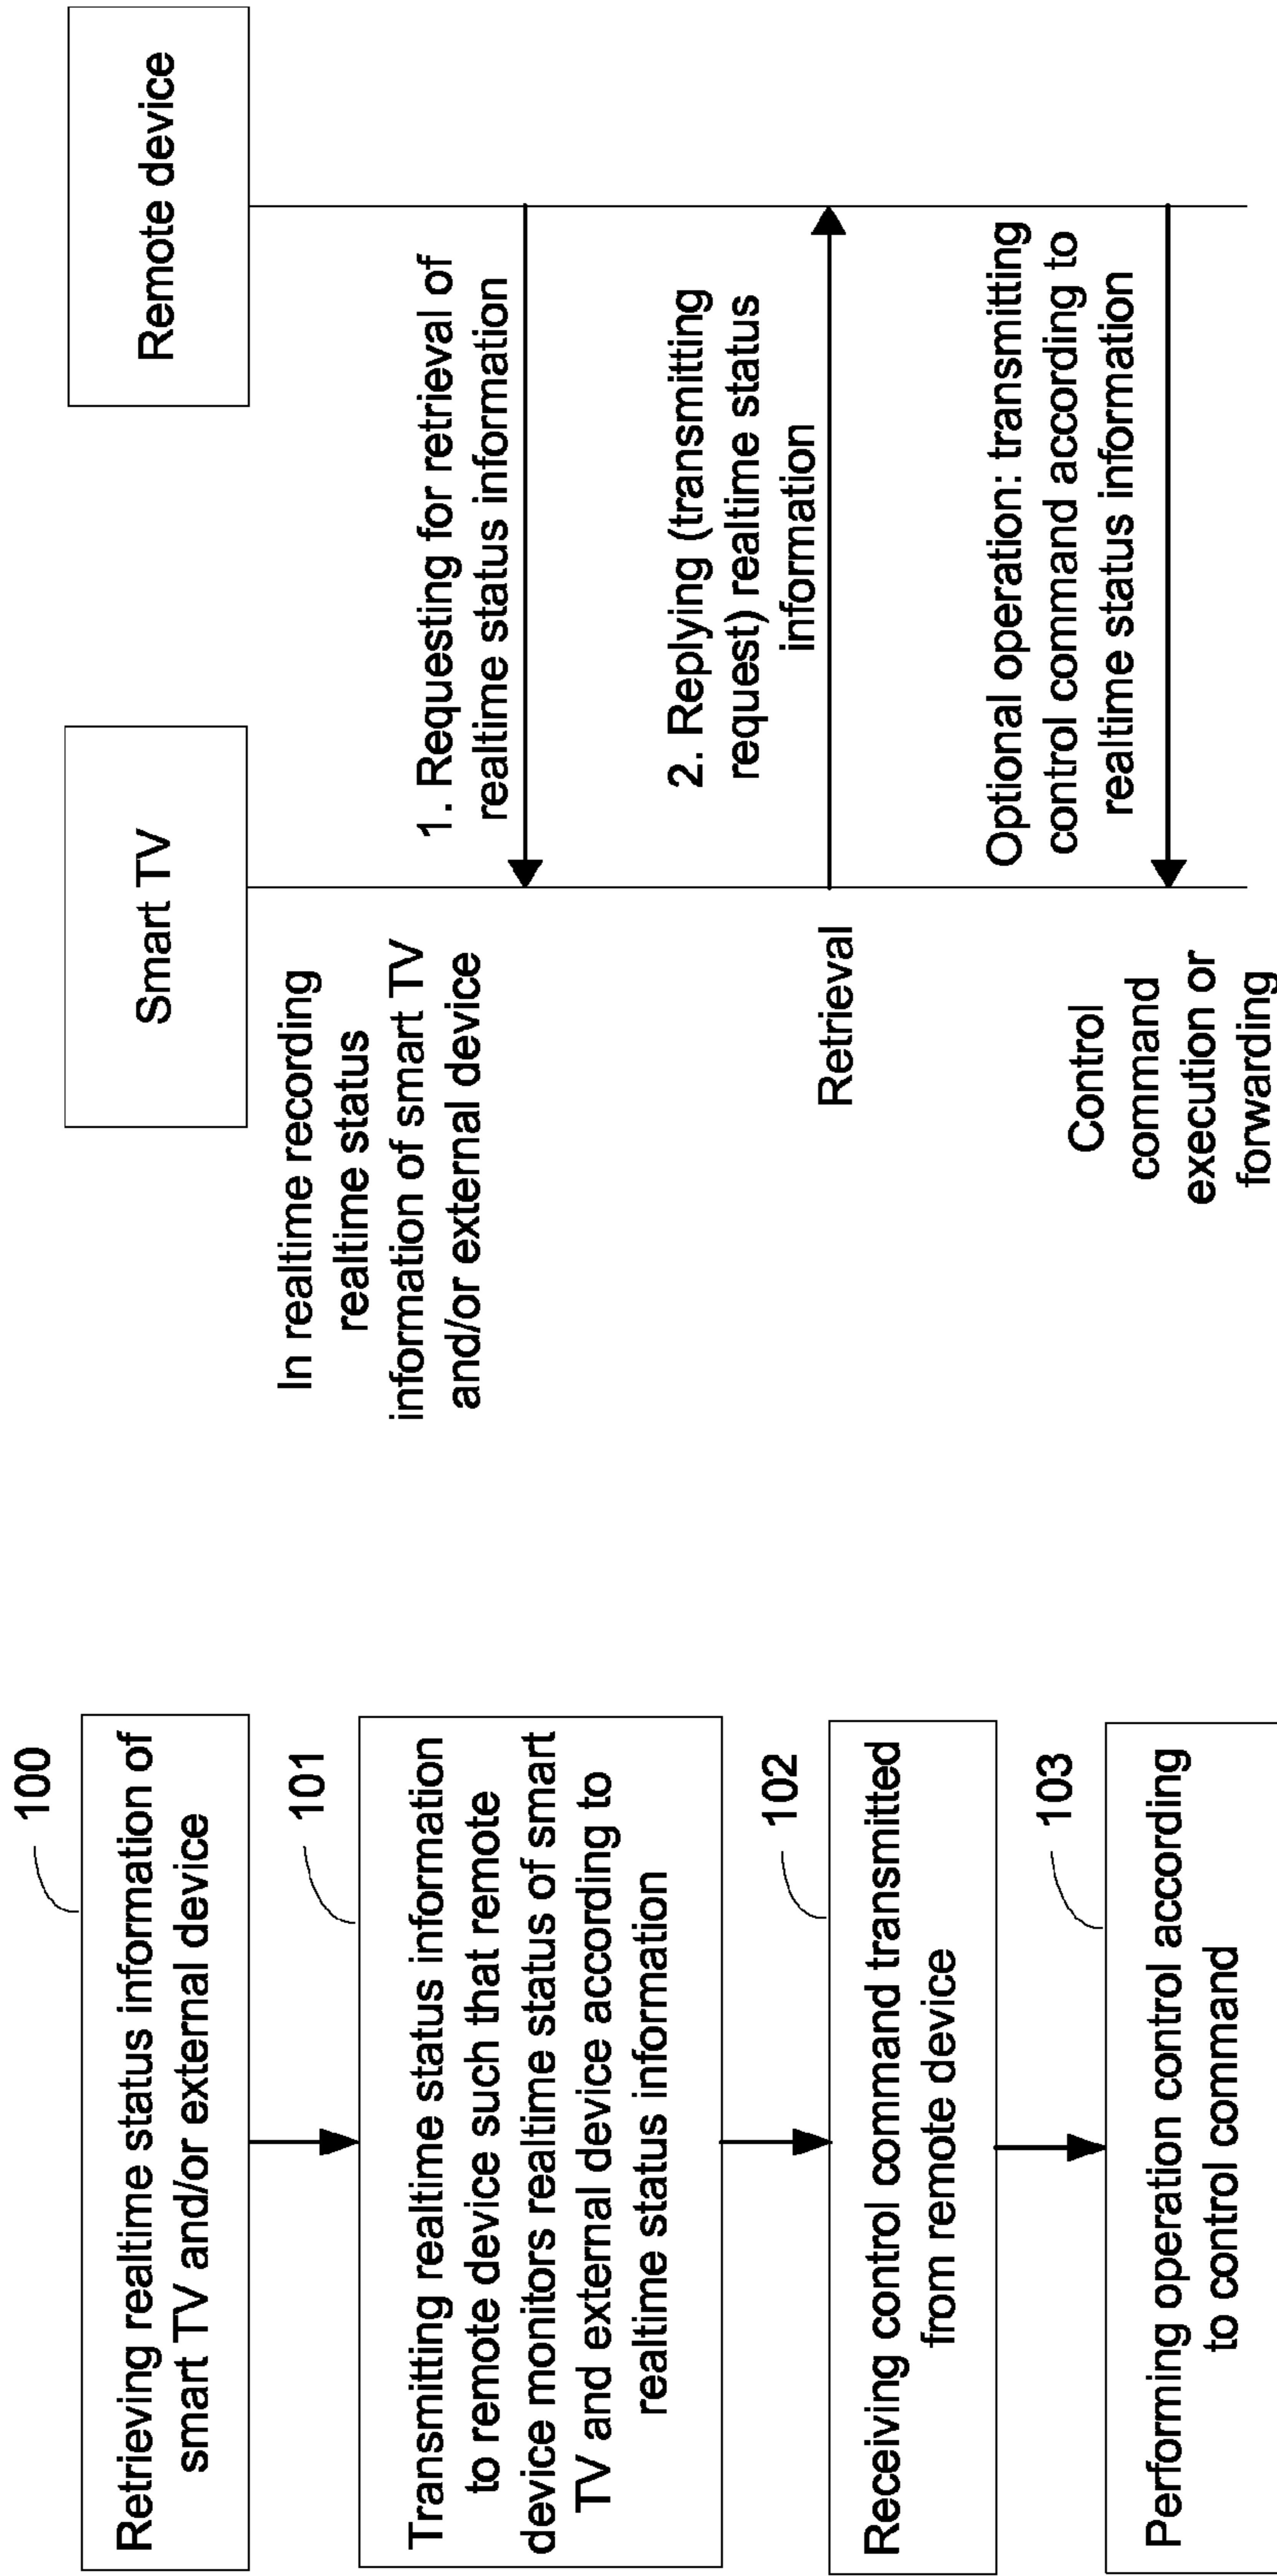 100
Retrieving realtime status information of
smart TV and/or external device
101
Transmitting realtime status information
to remote device such that remote
device monitors realtime status of smart
TV and external device according to
realtime status information
102
Receiving control command transmitted
from remote device
103
Performing operation control according
to control command
Smart TV
Remote device
In realtime recording
realtime status
information of smart TV
and/or external device
1. Requesting for retrieval of
realtime status information
Retrieval
2. Replying (transmitting
request) realtime status
information
Optional operation: transmitting
control command according to
realtime status information
Control
command
execution or
forwarding